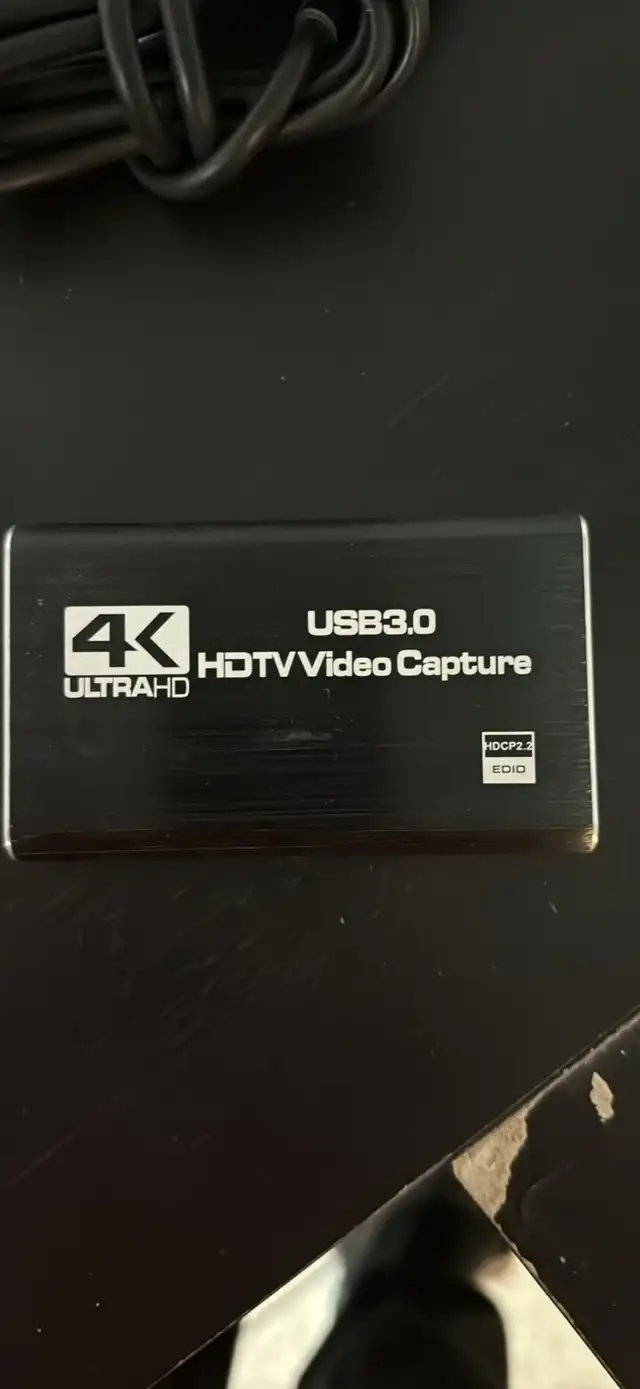 4K
ULTRAHD
USB3.0
HDTV Video Capture
HDCP2.2
EDID